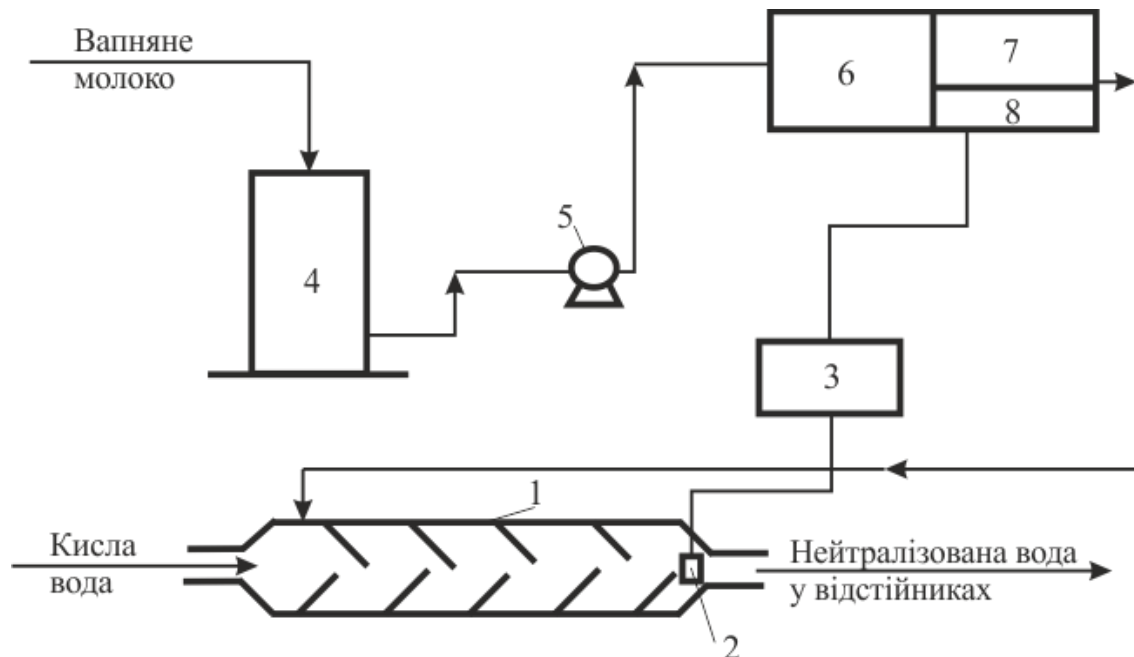 Вапняне
молоко
6
7
8
5
4
3
1
Кисла
вода
Нейтралізована вода
у відстійниках
2